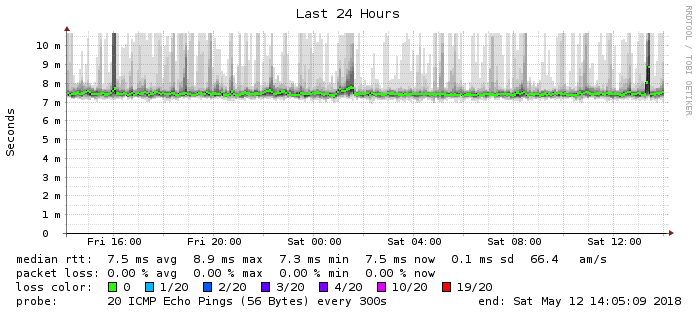 Last 24 Hours
RRDTOOL / TOBI OETIKER
Seconds
10 m
9 m
8 m
7 m
6 m
5 m
4 m
3 m
2 m
1 m
0
Fri 16:00 Fri 20:00 Sat 00:00 Sat 04:00 Sat 08:00 Sat 12:00
median rtt: 7.5 ms avg 8.9 ms max 7.3 ms min 7.5 ms now 0.1 ms sd 66.4 am/s
packet loss: 0.00 % avg 0.00 % max 0.00 % min 0.00 % now
loss color: 0 1/20 2/20 3/20 4/20 10/20 19/20
probe: 20 ICMP Echo Pings (56 Bytes) every 300s end: Sat May 12 14:05:09 2018